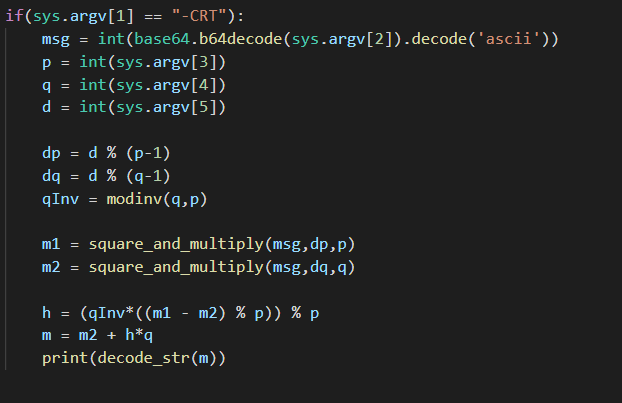 if(sys.argv[1] == "-CRT"):
    msg = int(base64.b64decode(sys.argv[2]).decode('ascii'))
    p = int(sys.argv[3])
    q = int(sys.argv[4])
    d = int(sys.argv[5])

    dp = d % (p-1)
    dq = d % (q-1)
    qInv = modinv(q,p)

    m1 = square_and_multiply(msg,dp,p)
    m2 = square_and_multiply(msg,dq,q)

    h = (qInv*((m1 - m2) % p)) % p
    m = m2 + h*q
    print(decode_str(m))